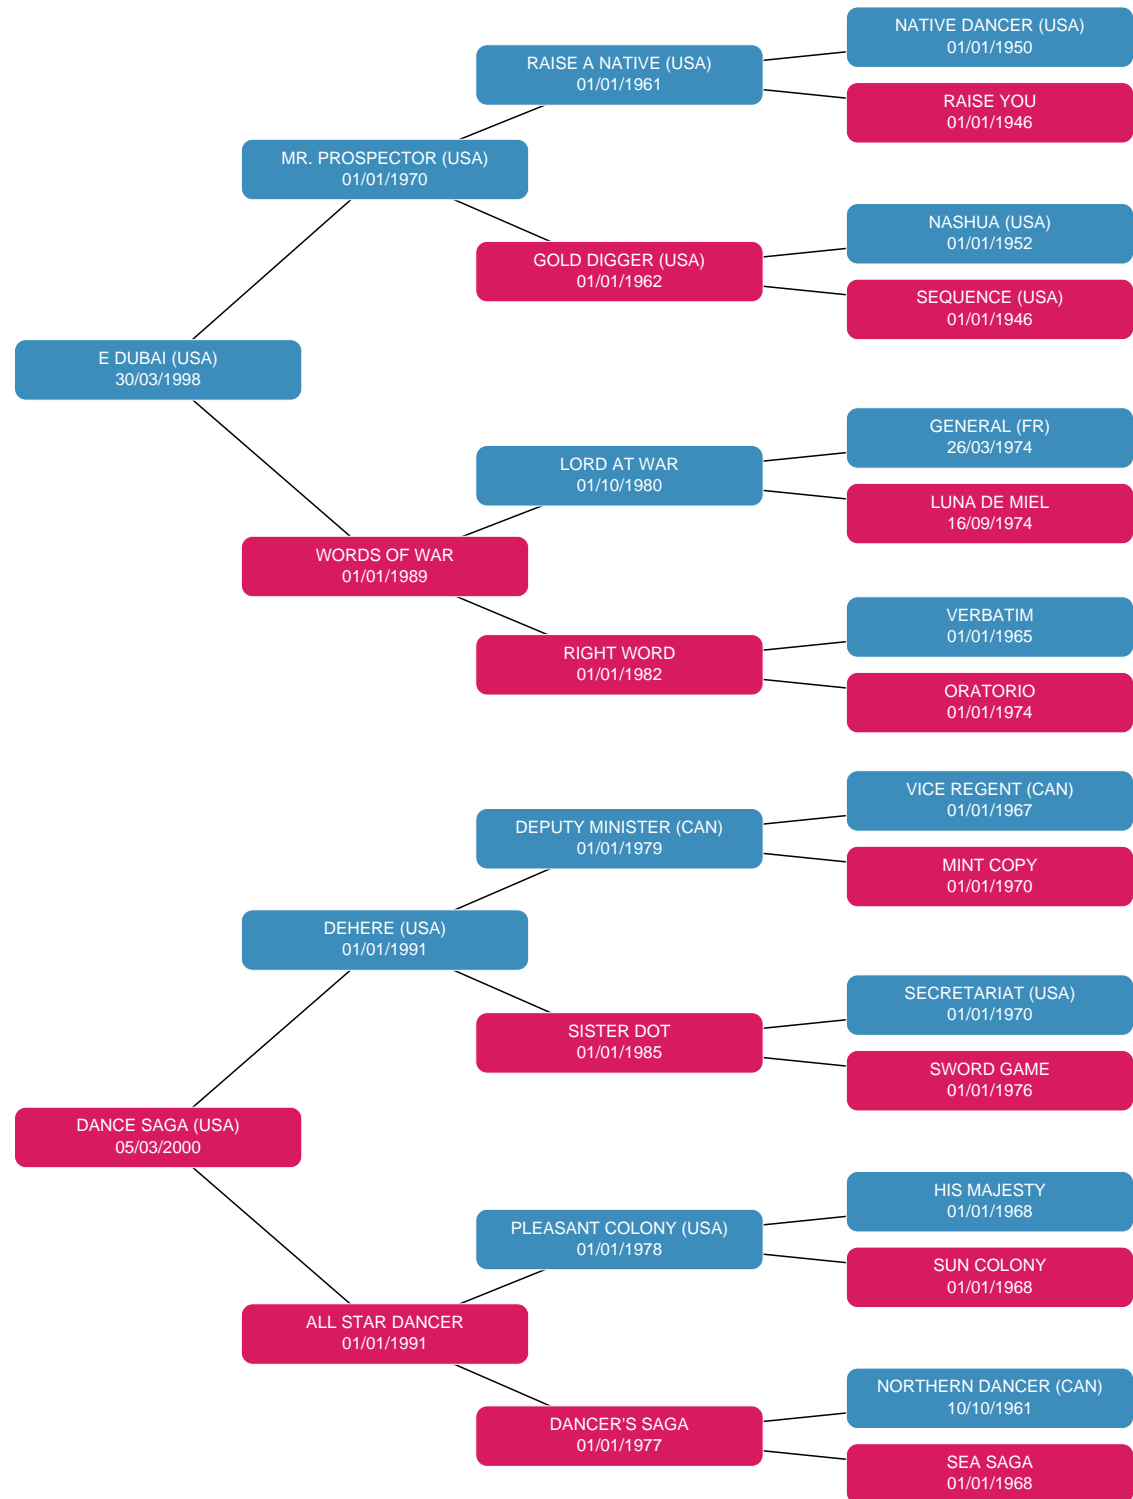 NATIVE DANCER (USA)
01/01/1950
RAISE A NATIVE (USA)
01/01/1961
RAISE YOU
01/01/1946
MR. PROSPECTOR (USA)
01/01/1970
NASHUA (USA)
01/01/1952
GOLD DIGGER (USA)
01/01/1962
SEQUENCE (USA)
01/01/1946
E DUBAI (USA)
30/03/1998
GENERAL (FR)
26/03/1974
LORD AT WAR
01/10/1980
LUNA DE MIEL
16/09/1974
WORDS OF WAR
01/01/1989
VERBATIM
01/01/1965
RIGHT WORD
01/01/1982
ORATORIO
01/01/1974
VICE REGENT (CAN)
01/01/1967
DEPUTY MINISTER (CAN)
01/01/1979
MINT COPY
01/01/1970
DEHERE (USA)
01/01/1991
SECRETARIAT (USA)
01/01/1970
SISTER DOT
01/01/1985
SWORD GAME
01/01/1976
DANCE SAGA (USA)
05/03/2000
HIS MAJESTY
01/01/1968
PLEASANT COLONY (USA)
01/01/1978
SUN COLONY
01/01/1968
ALL STAR DANCER
01/01/1991
NORTHERN DANCER (CAN)
10/10/1961
DANCER'S SAGA
01/01/1977
SEA SAGA
01/01/1968